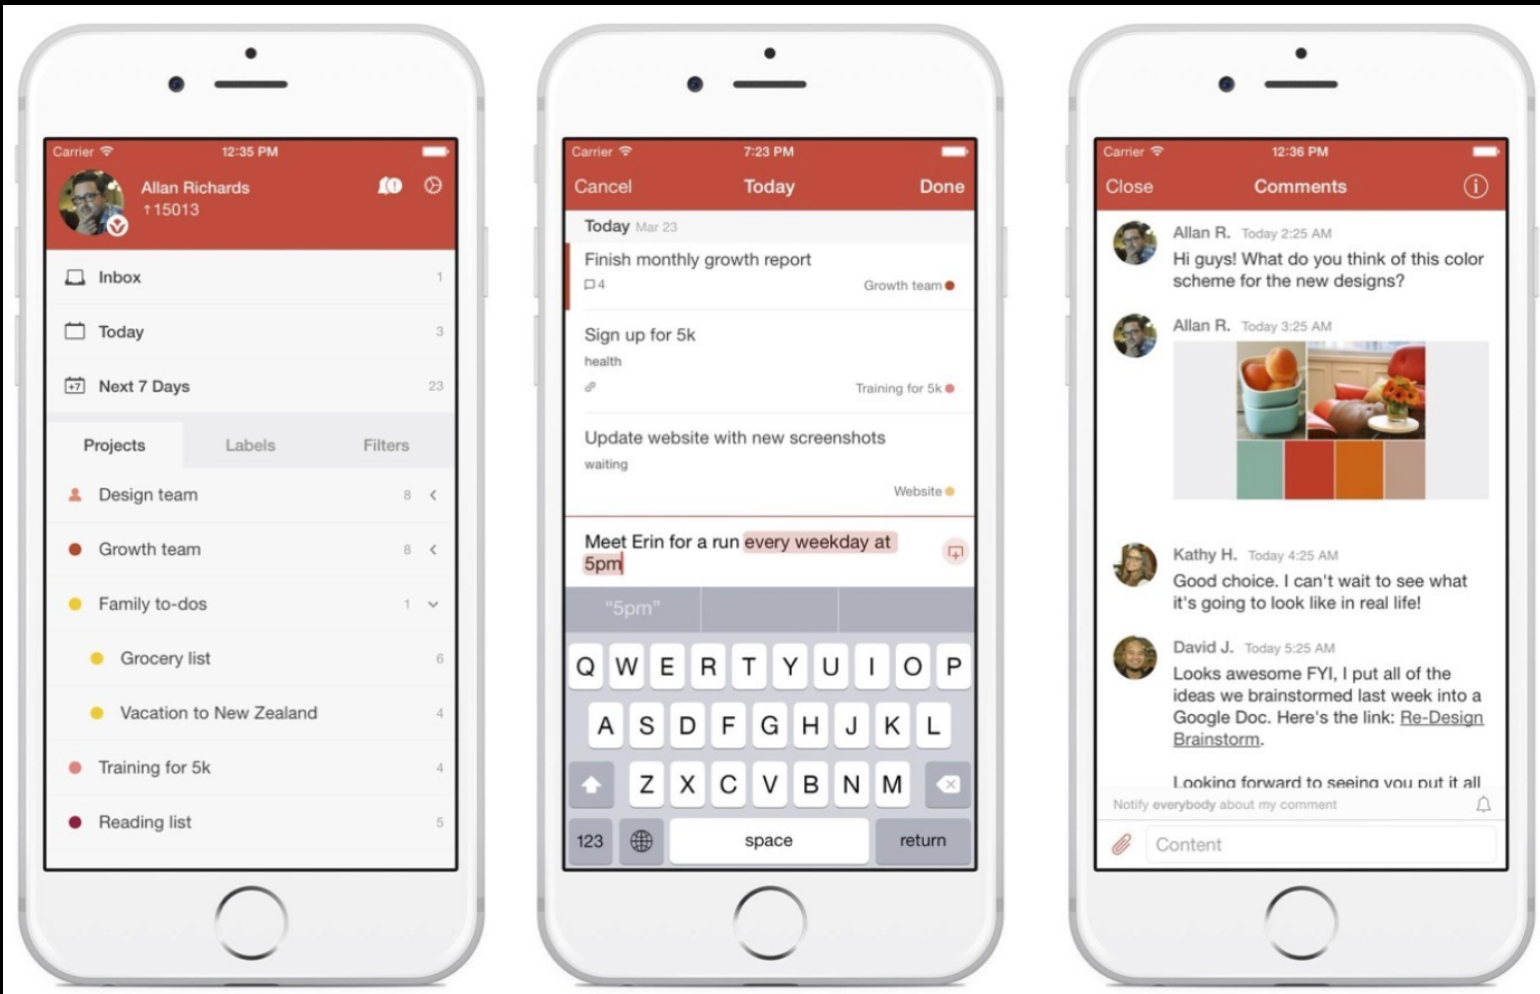 Carrier 12:35 PM
Allan Richards
↑15013
Inbox 1
Today 3
+7 Next 7 Days 23
Projects Labels Filters
Design team 8
Growth team 8
Family to-dos 1
Grocery list 6
Vacation to New Zealand 4
Training for 5k 4
Reading list 5
Carrier 7:23 PM
Cancel Today Done
Today Mar 23
Finish monthly growth report
4 Growth team
Sign up for 5k
health
Training for 5k
Update website with new screenshots
waiting
Website
Meet Erin for a run every weekday at
5pm
“5pm”
Q W E R T Y U I O P
A S D F G H J K L
Z X C V B N M
123 space return
Carrier 12:36 PM
Close Comments i
Allan R. Today 2:25 AM
Hi guys! What do you think of this color
scheme for the new designs?
Allan R. Today 3:25 AM
Kathy H. Today 4:25 AM
Good choice. I can't wait to see what
it's going to look like in real life!
David J. Today 5:25 AM
Looks awesome FYI, I put all of the
ideas we brainstormed last week into a
Google Doc. Here's the link: Re-Design
Brainstorm.
Looking forward to seeing you put it all
Notify everybody about my comment
Content